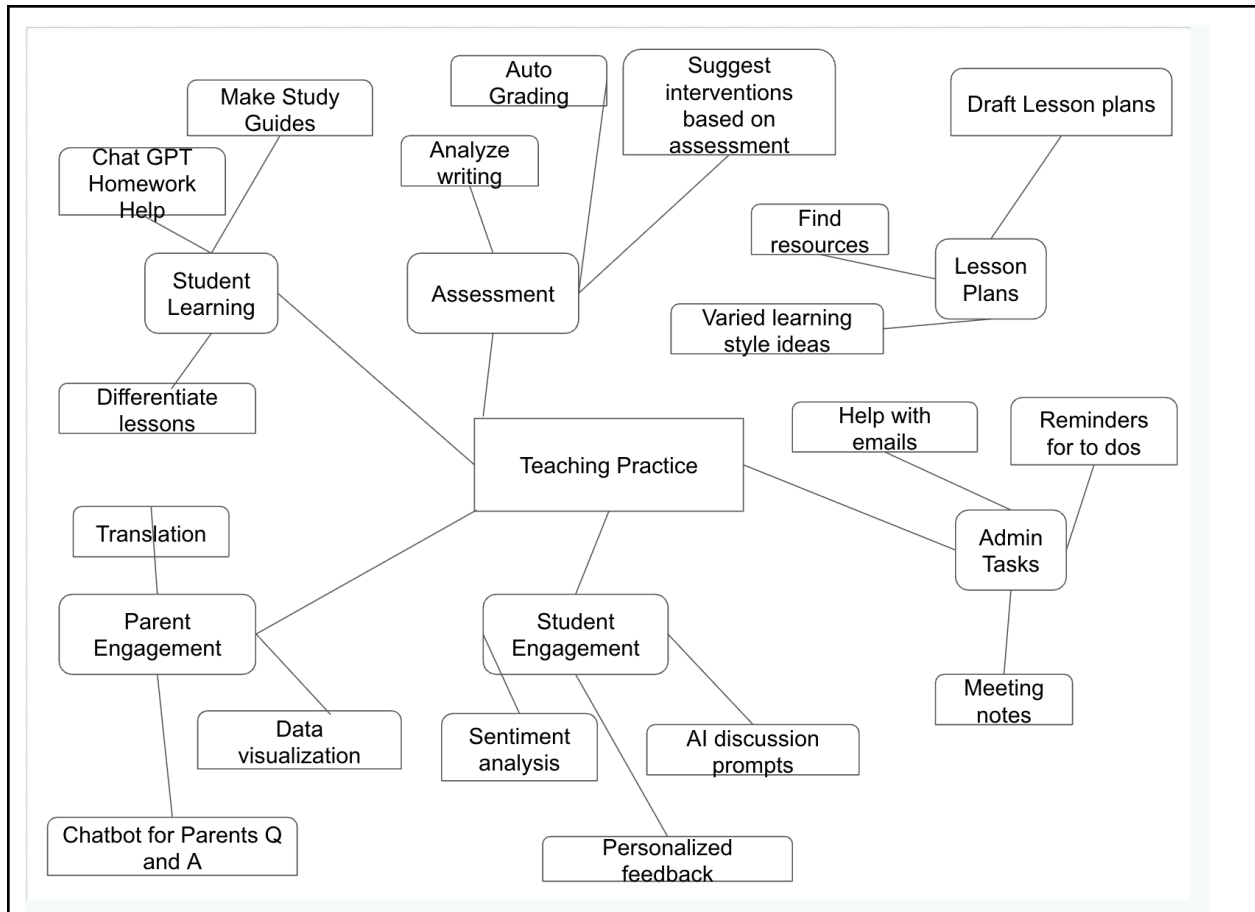 Make Study
Guides
Chat GPT
Homework
Help
Student
Learning
Differentiate
lessons
Auto
Grading
Analyze
writing
Suggest
interventions
based on
assessment
Assessment
Draft Lesson plans
Find
resources
Lesson
Plans
Varied learning
style ideas
Teaching Practice
Help with
emails
Reminders
for to dos
Admin
Tasks
Meeting
notes
Translation
Parent
Engagement
Data
visualization
Chatbot for Parents Q
and A
Student
Engagement
Sentiment
analysis
AI discussion
prompts
Personalized
feedback